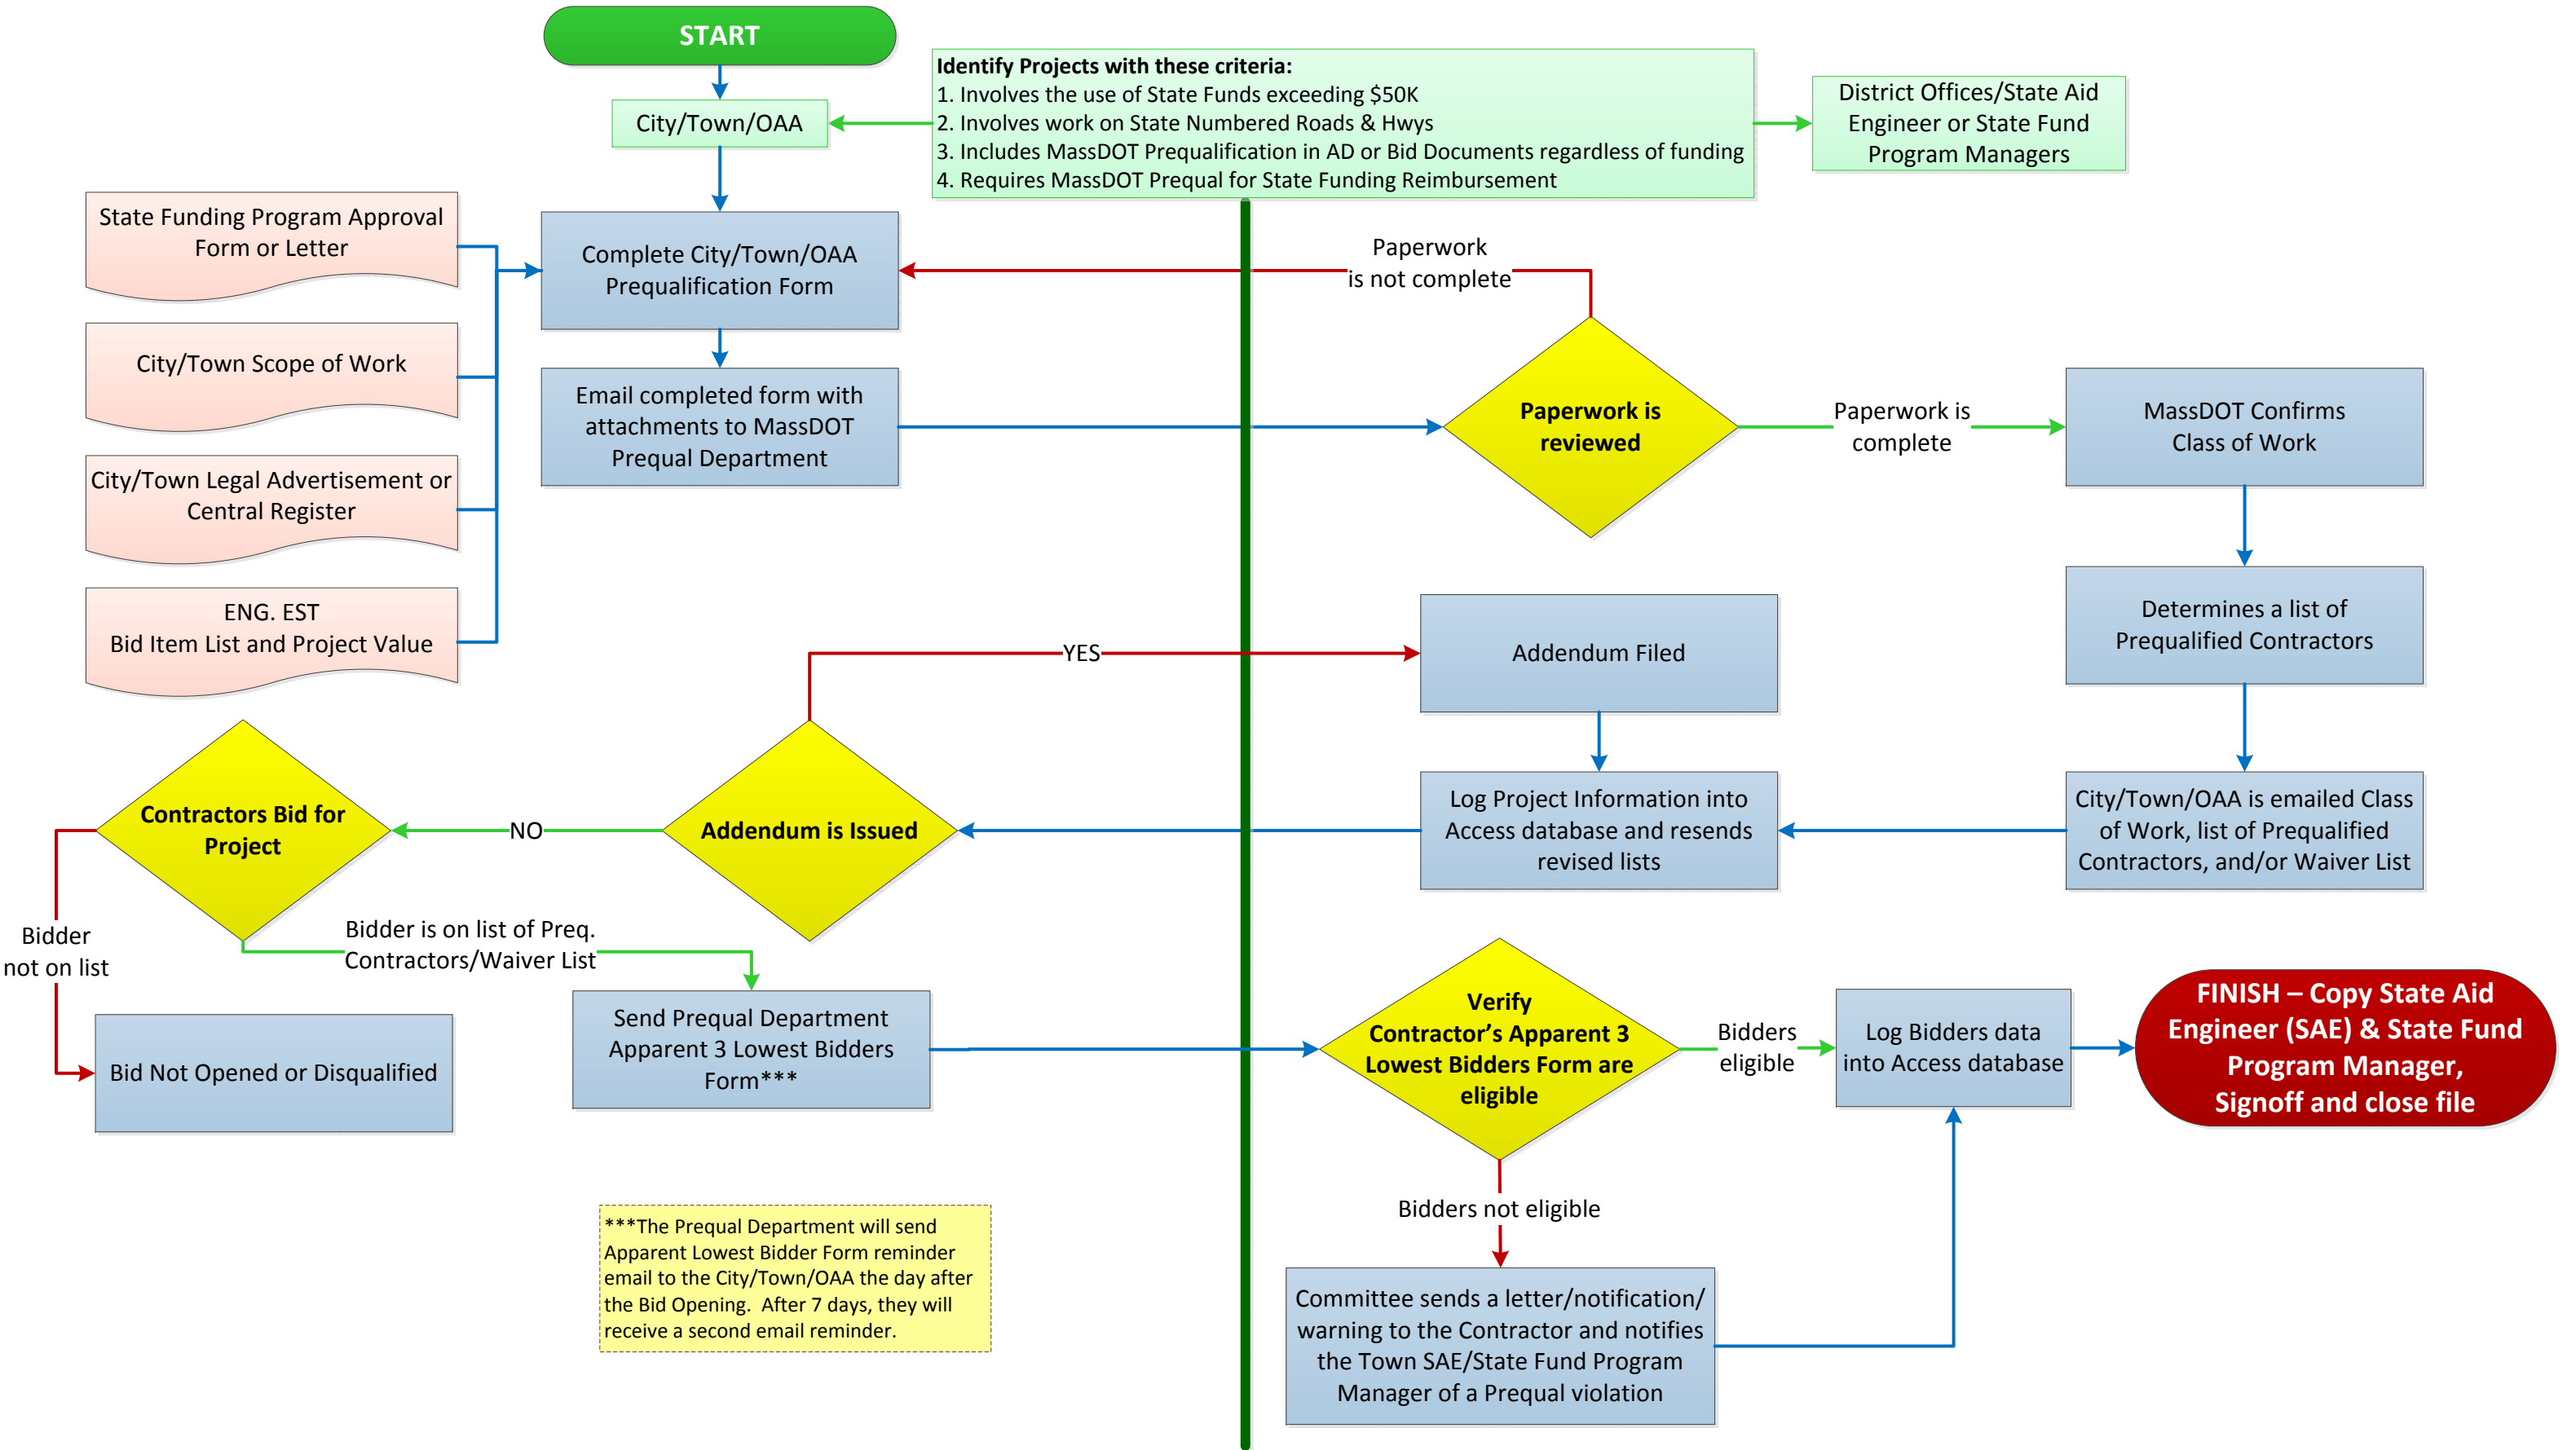 START
Identify Projects with these criteria:
1. Involves the use of State Funds exceeding $50K
2. Involves work on State Numbered Roads & Hwys
3. Includes MassDOT Prequalification in AD or Bid Documents regardless of funding
4. Requires MassDOT Prequal for State Funding Reimbursement
City/Town/OAA
District Offices/State Aid
Engineer or State Fund
Program Managers
State Funding Program Approval
Form or Letter
Complete City/Town/OAA
Prequalification Form
Paperwork
is not complete
City/Town Scope of Work
Email completed form with
attachments to MassDOT
Prequal Department
Paperwork is
reviewed
Paperwork is
complete
MassDOT Confirms
Class of Work
City/Town Legal Advertisement or
Central Register
ENG. EST
Bid Item List and Project Value
YES
Addendum Filed
Determines a list of
Prequalified Contractors
Contractors Bid for
Project
NO
Addendum is Issued
Log Project Information into
Access database and resends
revised lists
City/Town/OAA is emailed Class
of Work, list of Prequalified
Contractors, and/or Waiver List
Bidder
not on list
Bidder is on list of Preq.
Contractors/Waiver List
Bid Not Opened or Disqualified
Send Prequal Department
Apparent 3 Lowest Bidders
Form***
Verify
Contractor’s Apparent 3
Lowest Bidders Form are
eligible
Bidders
eligible
Log Bidders data
into Access database
FINISH – Copy State Aid
Engineer (SAE) & State Fund
Program Manager,
Signoff and close file
***The Prequal Department will send
Apparent Lowest Bidder Form reminder
email to the City/Town/OAA the day after
the Bid Opening.  After 7 days, they will
receive a second email reminder.
Bidders not eligible
Committee sends a letter/notification/
warning to the Contractor and notifies
the Town SAE/State Fund Program
Manager of a Prequal violation